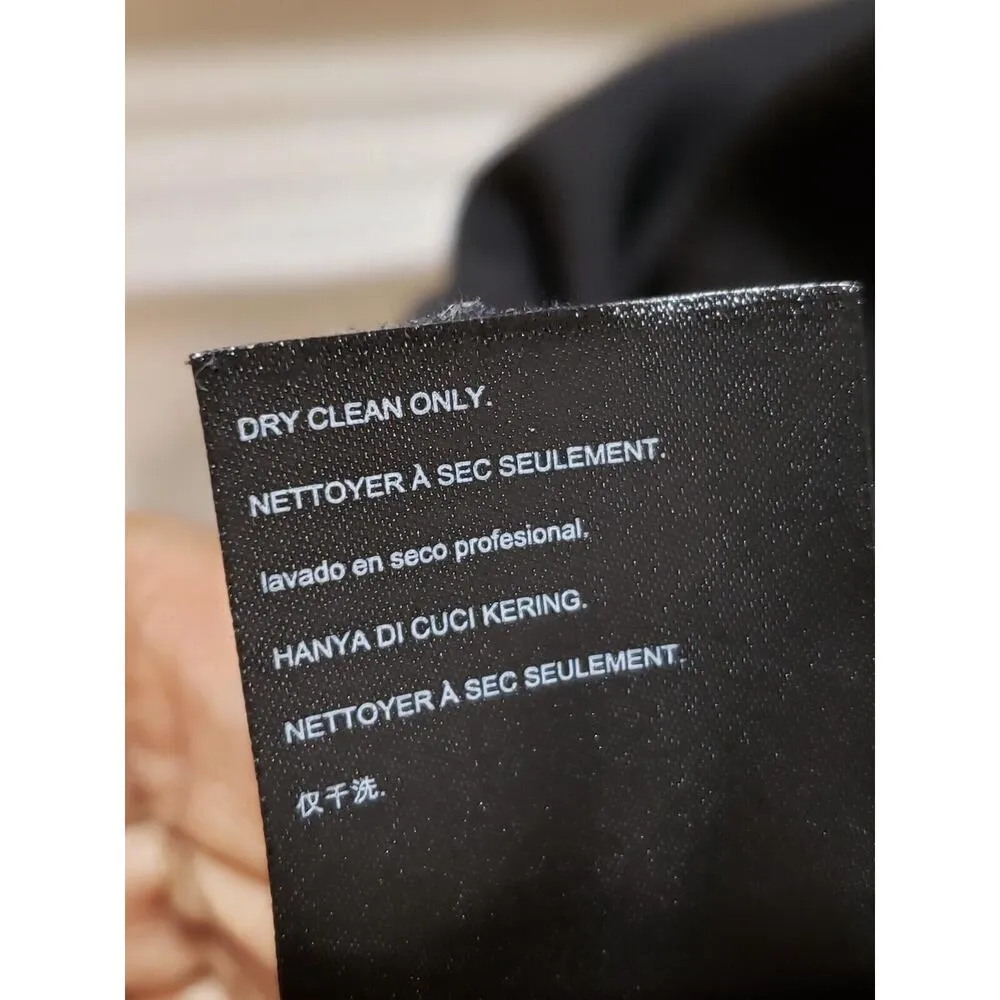 DRY CLEAN ONLY.
NETTOYER À SEC SEULEMENT.
lavado en seco profesional,
HANYA DI CUCI KERING.
NETTOYER À SEC SEULEMENT.
仅干洗.